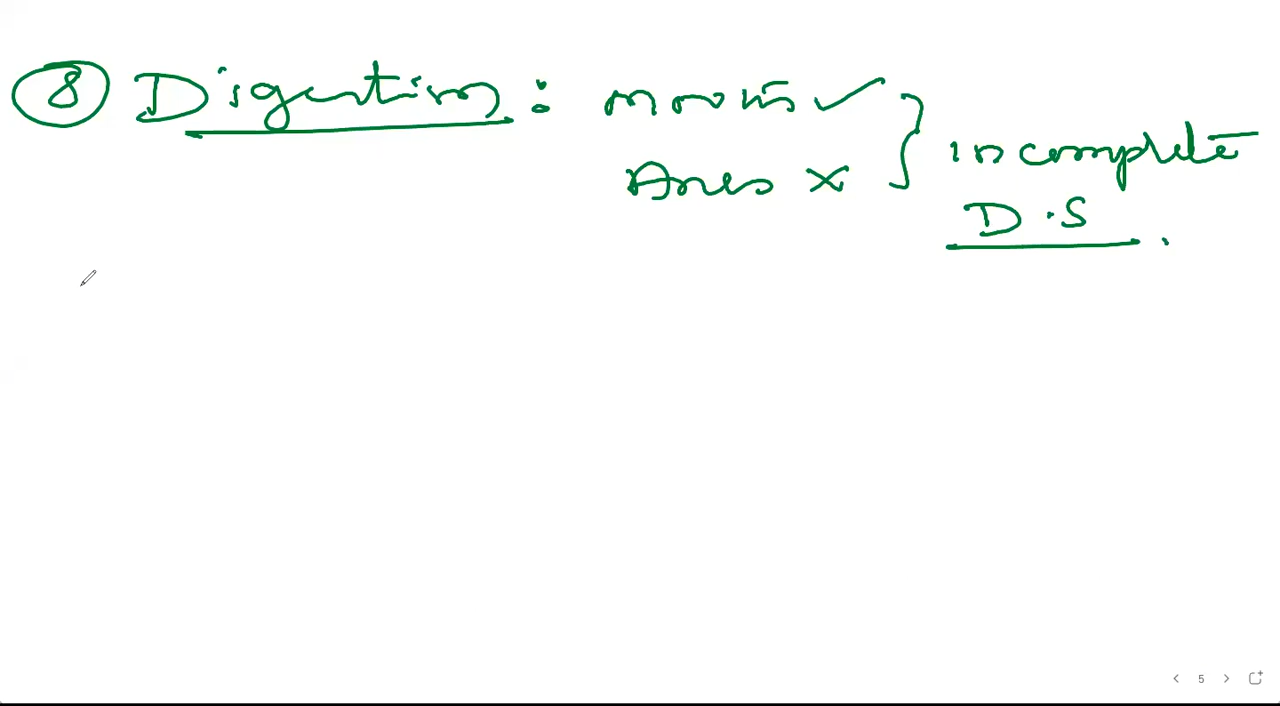 8 Digestion : mouth ✓
Anus ×
incomplete
D.S.
5